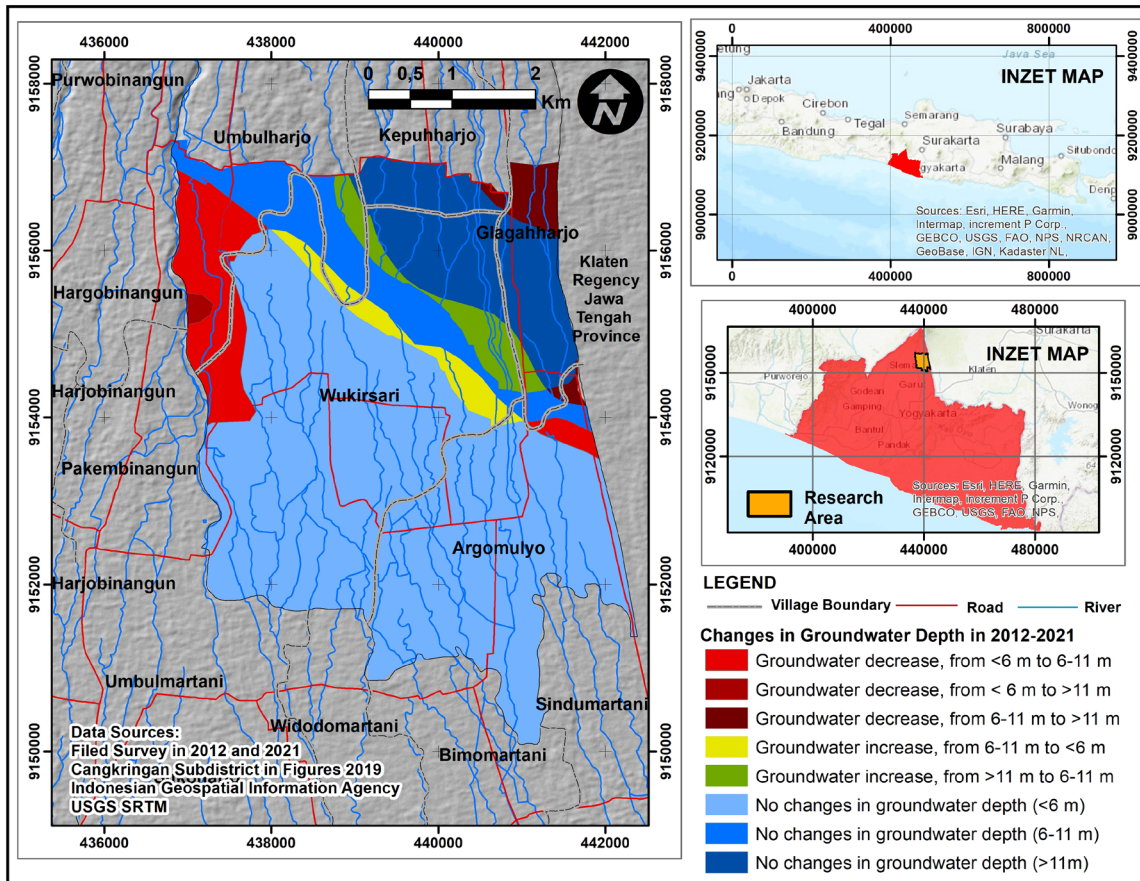 436000 438000 440000 442000
9158000
9156000
9154000
9152000
9150000
Purwobinangun
0 0,5 1 2
Km
N
Umbulharjo
Kepuhharjo
Glagahharjo
Klaten
Regency
Jawa
Tengah
Province
Hargobinangun
Harjobinangun
Wukirsari
Pakembinangun
Argomulyo
Harjobinangun
Umbulmartani
Sindumartani
Widodomartani
Bimomartani
Data Sources:
Filed Survey in 2012 and 2021
Cangkringan Subdistrict in Figures 2019
Indonesian Geospatial Information Agency
USGS SRTM
9158000
9156000
9154000
9152000
9150000
436000 438000 440000 442000
0 400000 800000
9400000
9200000
9000000
Java Sea
INZET MAP
Jakarta
Depok
Cirebon
Bandung
Tegal
Semarang
Surakarta
Surabaya
Situbondo
Malang
gyakarta
Denp
Sources: Esri, HERE, Garmin,
Intermap, increment P Corp.,
GEBCO, USGS, FAO, NPS, NRCAN,
GeoBase, IGN, Kadaster NL,
9400000
9200000
9000000
0 400000 800000
400000 440000 480000
9150000
9120000
Surakarta
INZET MAP
Purworejo
Slem
Klaten
Godean
Garu
Gamping
Yogyakarta
Wonog
Bantul
Pandak
Sources: Esri, HERE, Garmin,
Intermap, increment P Corp.,
GEBCO, USGS, FAO, NPS,
Research
Area
9150000
9120000
400000 440000 480000
LEGEND
Village Boundary Road River
Changes in Groundwater Depth in 2012-2021
Groundwater decrease, from <6 m to 6-11 m
Groundwater decrease, from < 6 m to >11 m
Groundwater decrease, from 6-11 m to >11 m
Groundwater increase, from 6-11 m to <6 m
Groundwater increase, from >11 m to 6-11 m
No changes in groundwater depth (<6 m)
No changes in groundwater depth (6-11 m)
No changes in groundwater depth (>11m)